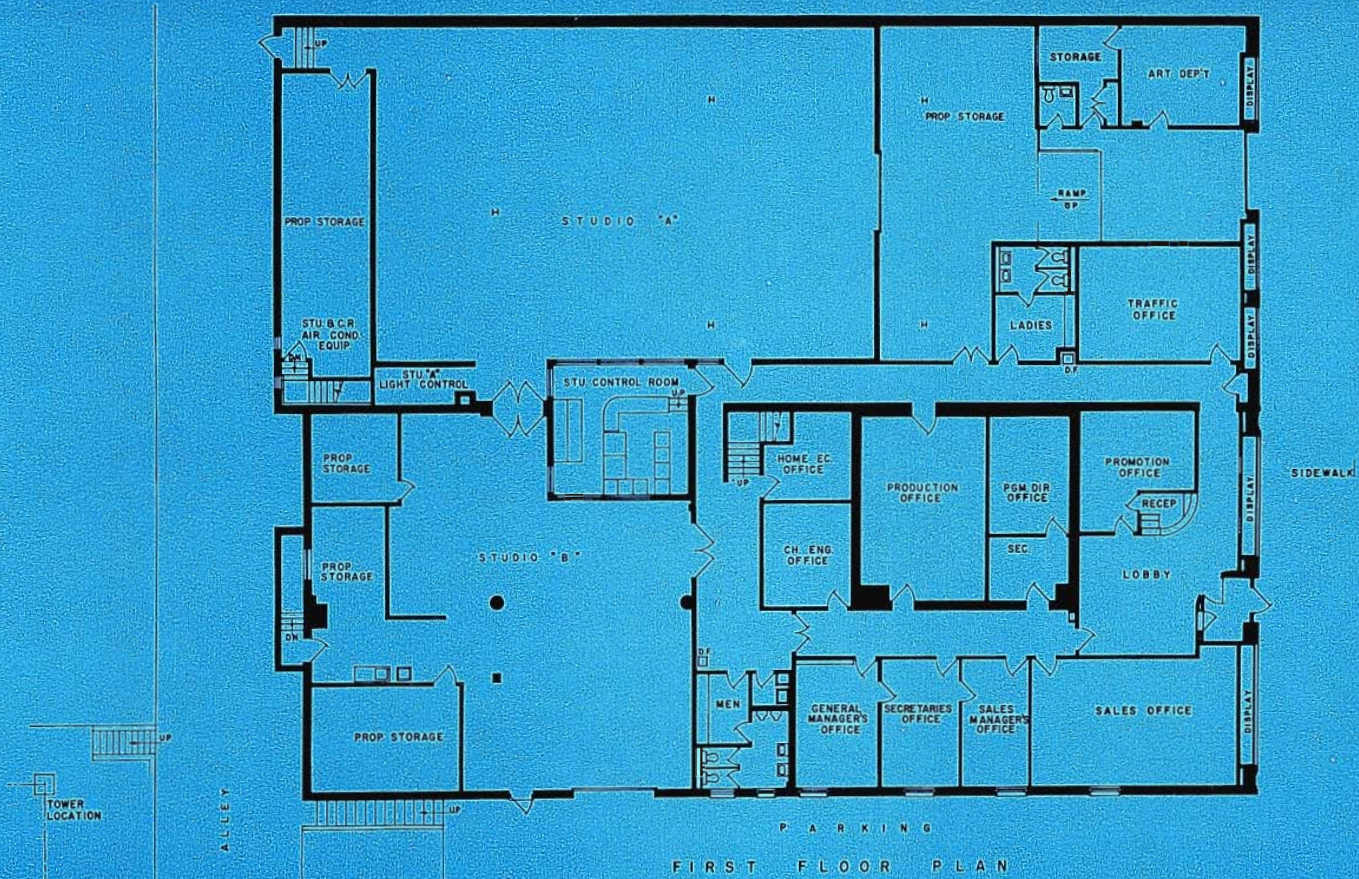 UP
STORAGE
ART DEP'T
DISPLAY
H
H
PROP STORAGE
RAMP
UP
PROP STORAGE
H
STUDIO "A"
DISPLAY
TRAFFIC
OFFICE
DISPLAY
LADIES
H
H
STU. B C.R.
AIR COND.
EQUIP
DN
D.F.
STU. "A"
LIGHT CONTROL
STU. CONTROL ROOM
UP
PROP
STORAGE
HOME EC.
OFFICE
UP
PRODUCTION
OFFICE
PGM. DIR.
OFFICE
PROMOTION
OFFICE
RECEP
DISPLAY
SIDEWALK
STUDIO "B"
CH. ENG.
OFFICE
SEC.
LOBBY
PROP
STORAGE
DN
D.F.
MEN
GENERAL
MANAGER'S
OFFICE
SECRETARIES
OFFICE
SALES
MANAGER'S
OFFICE
SALES OFFICE
DISPLAY
PROP. STORAGE
UP
UP
TOWER
LOCATION
ALLEY
PARKING
FIRST FLOOR PLAN